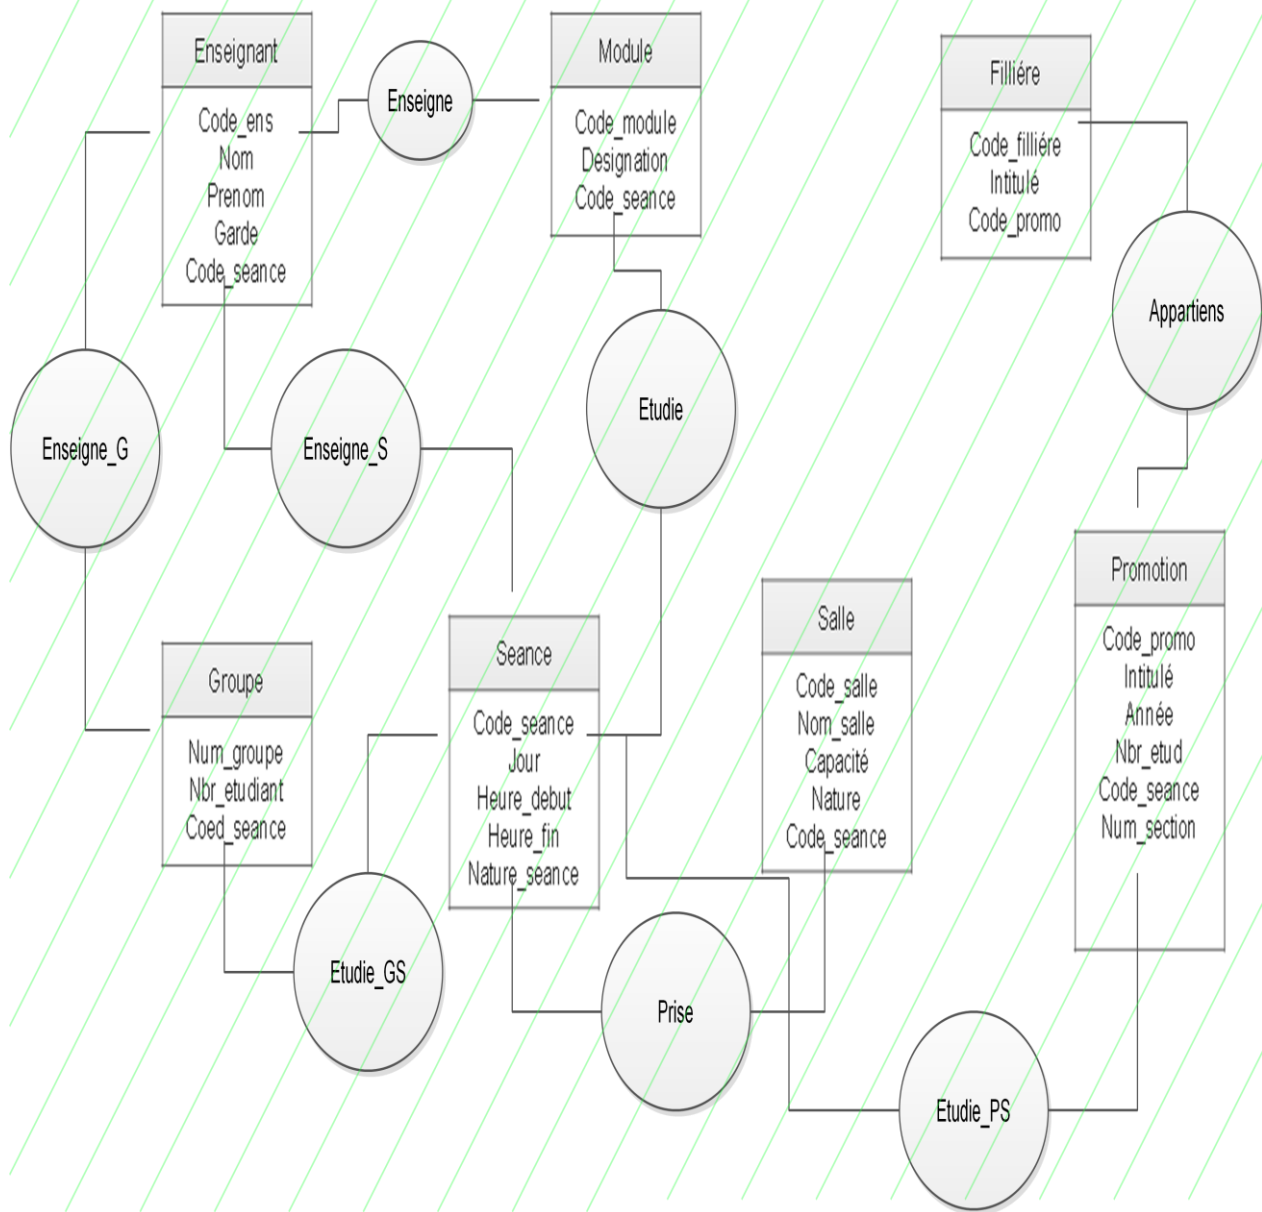 Enseignant
Code_ens
Nom
Prenom
Garde
Code_seance
Enseigne
Module
Code_module
Designation
Code_seance
Filliére
Code_filliére
Intitulé
Code_promo
Appartiens
Enseigne_G
Enseigne_S
Etudie
Groupe
Num_groupe
Nbr_etudiant
Coed_seance
Seance
Code_seance
Jour
Heure_debut
Heure_fin
Nature_seance
Salle
Code_salle
Nom_salle
Capacité
Nature
Code_seance
Promotion
Code_promo
Intitulé
Année
Nbr_etud
Code_seance
Num_section
Etudie_GS
Prise
Etudie_PS